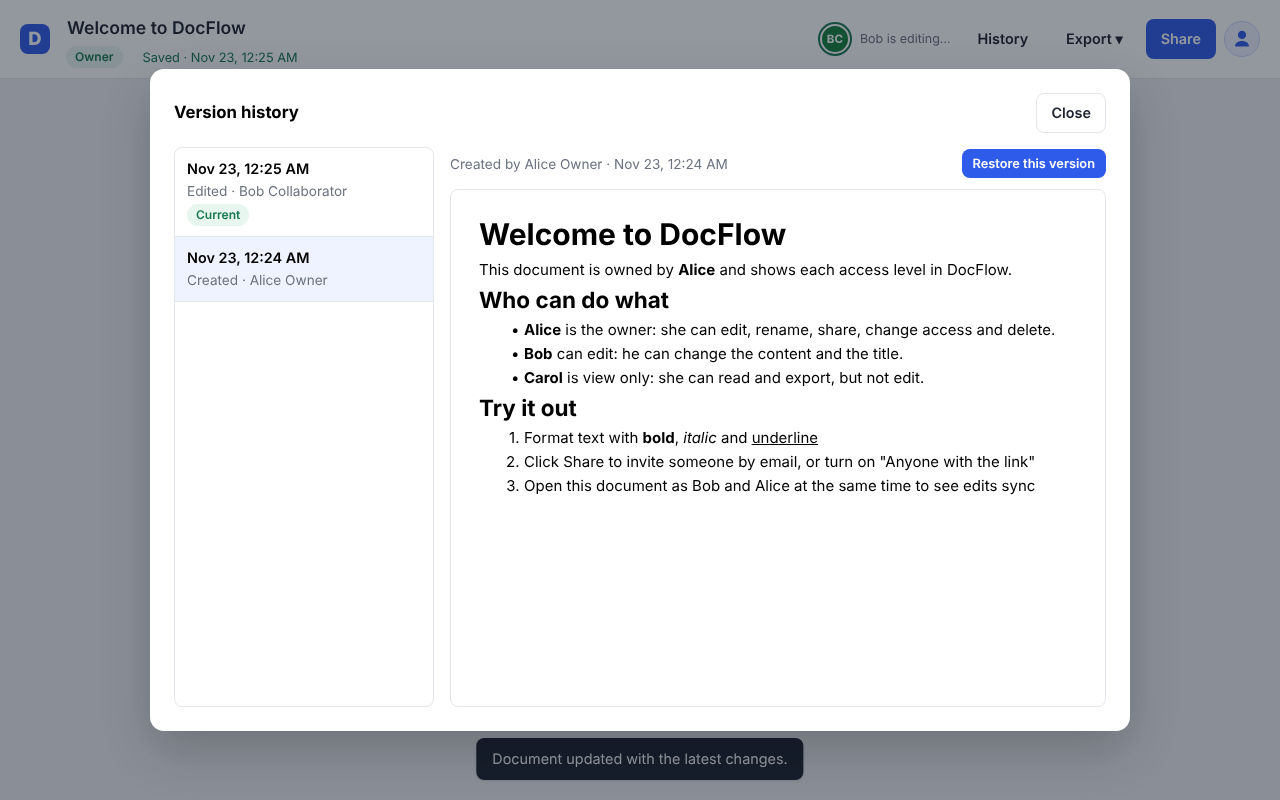 D
Welcome to DocFlow
Owner
Saved · Nov 23, 12:25 AM
BC
Bob is editing...
History
Export ▾
Share
Version history
Close
Nov 23, 12:25 AM
Edited · Bob Collaborator
Current
Nov 23, 12:24 AM
Created · Alice Owner
Created by Alice Owner · Nov 23, 12:24 AM
Restore this version
Welcome to DocFlow
This document is owned by Alice and shows each access level in DocFlow.
Who can do what
• Alice is the owner: she can edit, rename, share, change access and delete.
• Bob can edit: he can change the content and the title.
• Carol is view only: she can read and export, but not edit.
Try it out
1. Format text with bold, italic and underline
2. Click Share to invite someone by email, or turn on "Anyone with the link"
3. Open this document as Bob and Alice at the same time to see edits sync
Document updated with the latest changes.